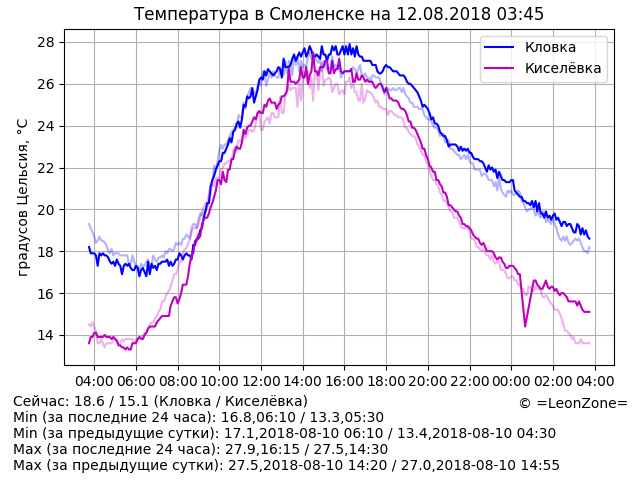 Температура в Смоленске на 12.08.2018 03:45
градусов Цельсия, °C
28
26
24
22
20
18
16
14
Кловка
Киселёвка
04:00 06:00 08:00 10:00 12:00 14:00 16:00 18:00 20:00 22:00 00:00 02:00 04:00
Сейчас: 18.6 / 15.1 (Кловка / Киселёвка)
© =LeonZone=
Min (за последние 24 часа): 16.8,06:10 / 13.3,05:30
Min (за предыдущие сутки): 17.1,2018-08-10 06:10 / 13.4,2018-08-10 04:30
Max (за последние 24 часа): 27.9,16:15 / 27.5,14:30
Max (за предыдущие сутки): 27.5,2018-08-10 14:20 / 27.0,2018-08-10 14:55